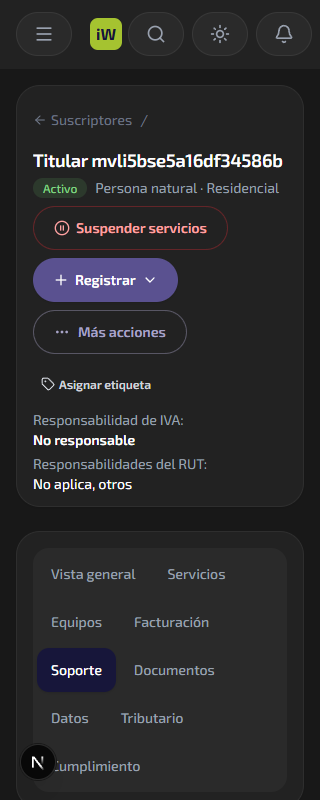 iW
← Suscriptores /
Titular mvli5bse5a16df34586b
Activo Persona natural · Residencial
Suspender servicios
+ Registrar
··· Más acciones
Asignar etiqueta
Responsabilidad de IVA:
No responsable
Responsabilidades del RUT:
No aplica, otros
Vista general Servicios
Equipos Facturación
Soporte Documentos
Datos Tributario
N Cumplimiento